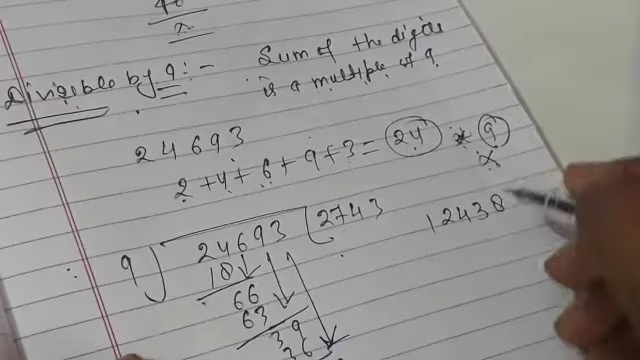 40
x
Divisible by 9:- Sum of the digits
is a multiple of 9
24693
2+4+6+9+3=24 * 9
x
9 24693 2743 12438
18
66
63
39
36